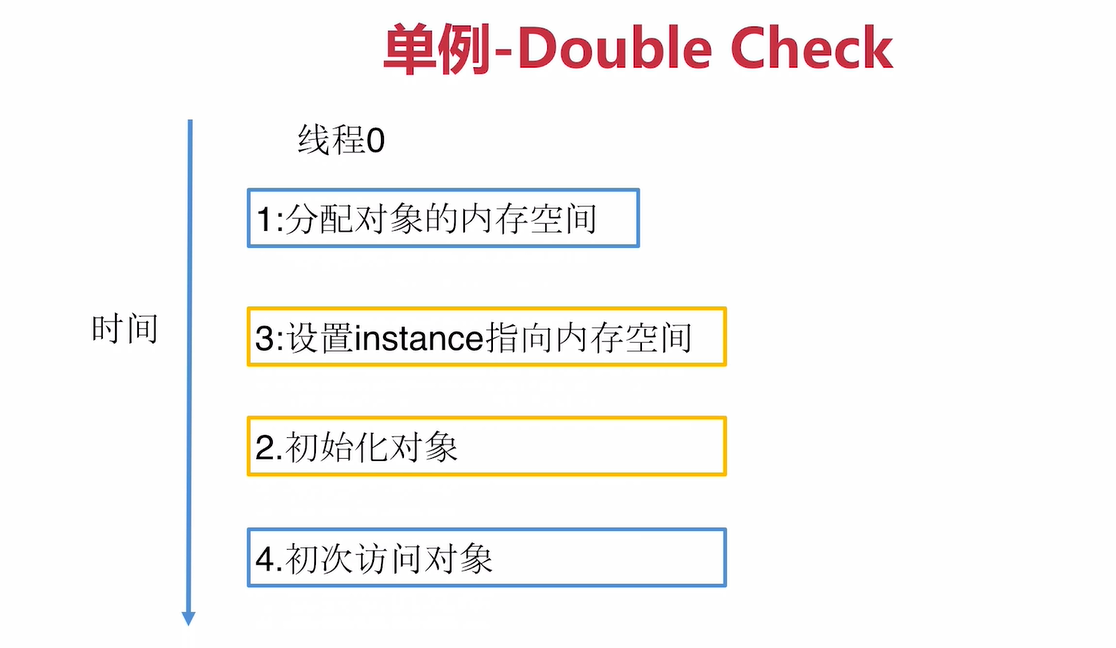 单例-Double Check
线程0
1:分配对象的内存空间
时间
3:设置instance指向内存空间
2.初始化对象
4.初次访问对象